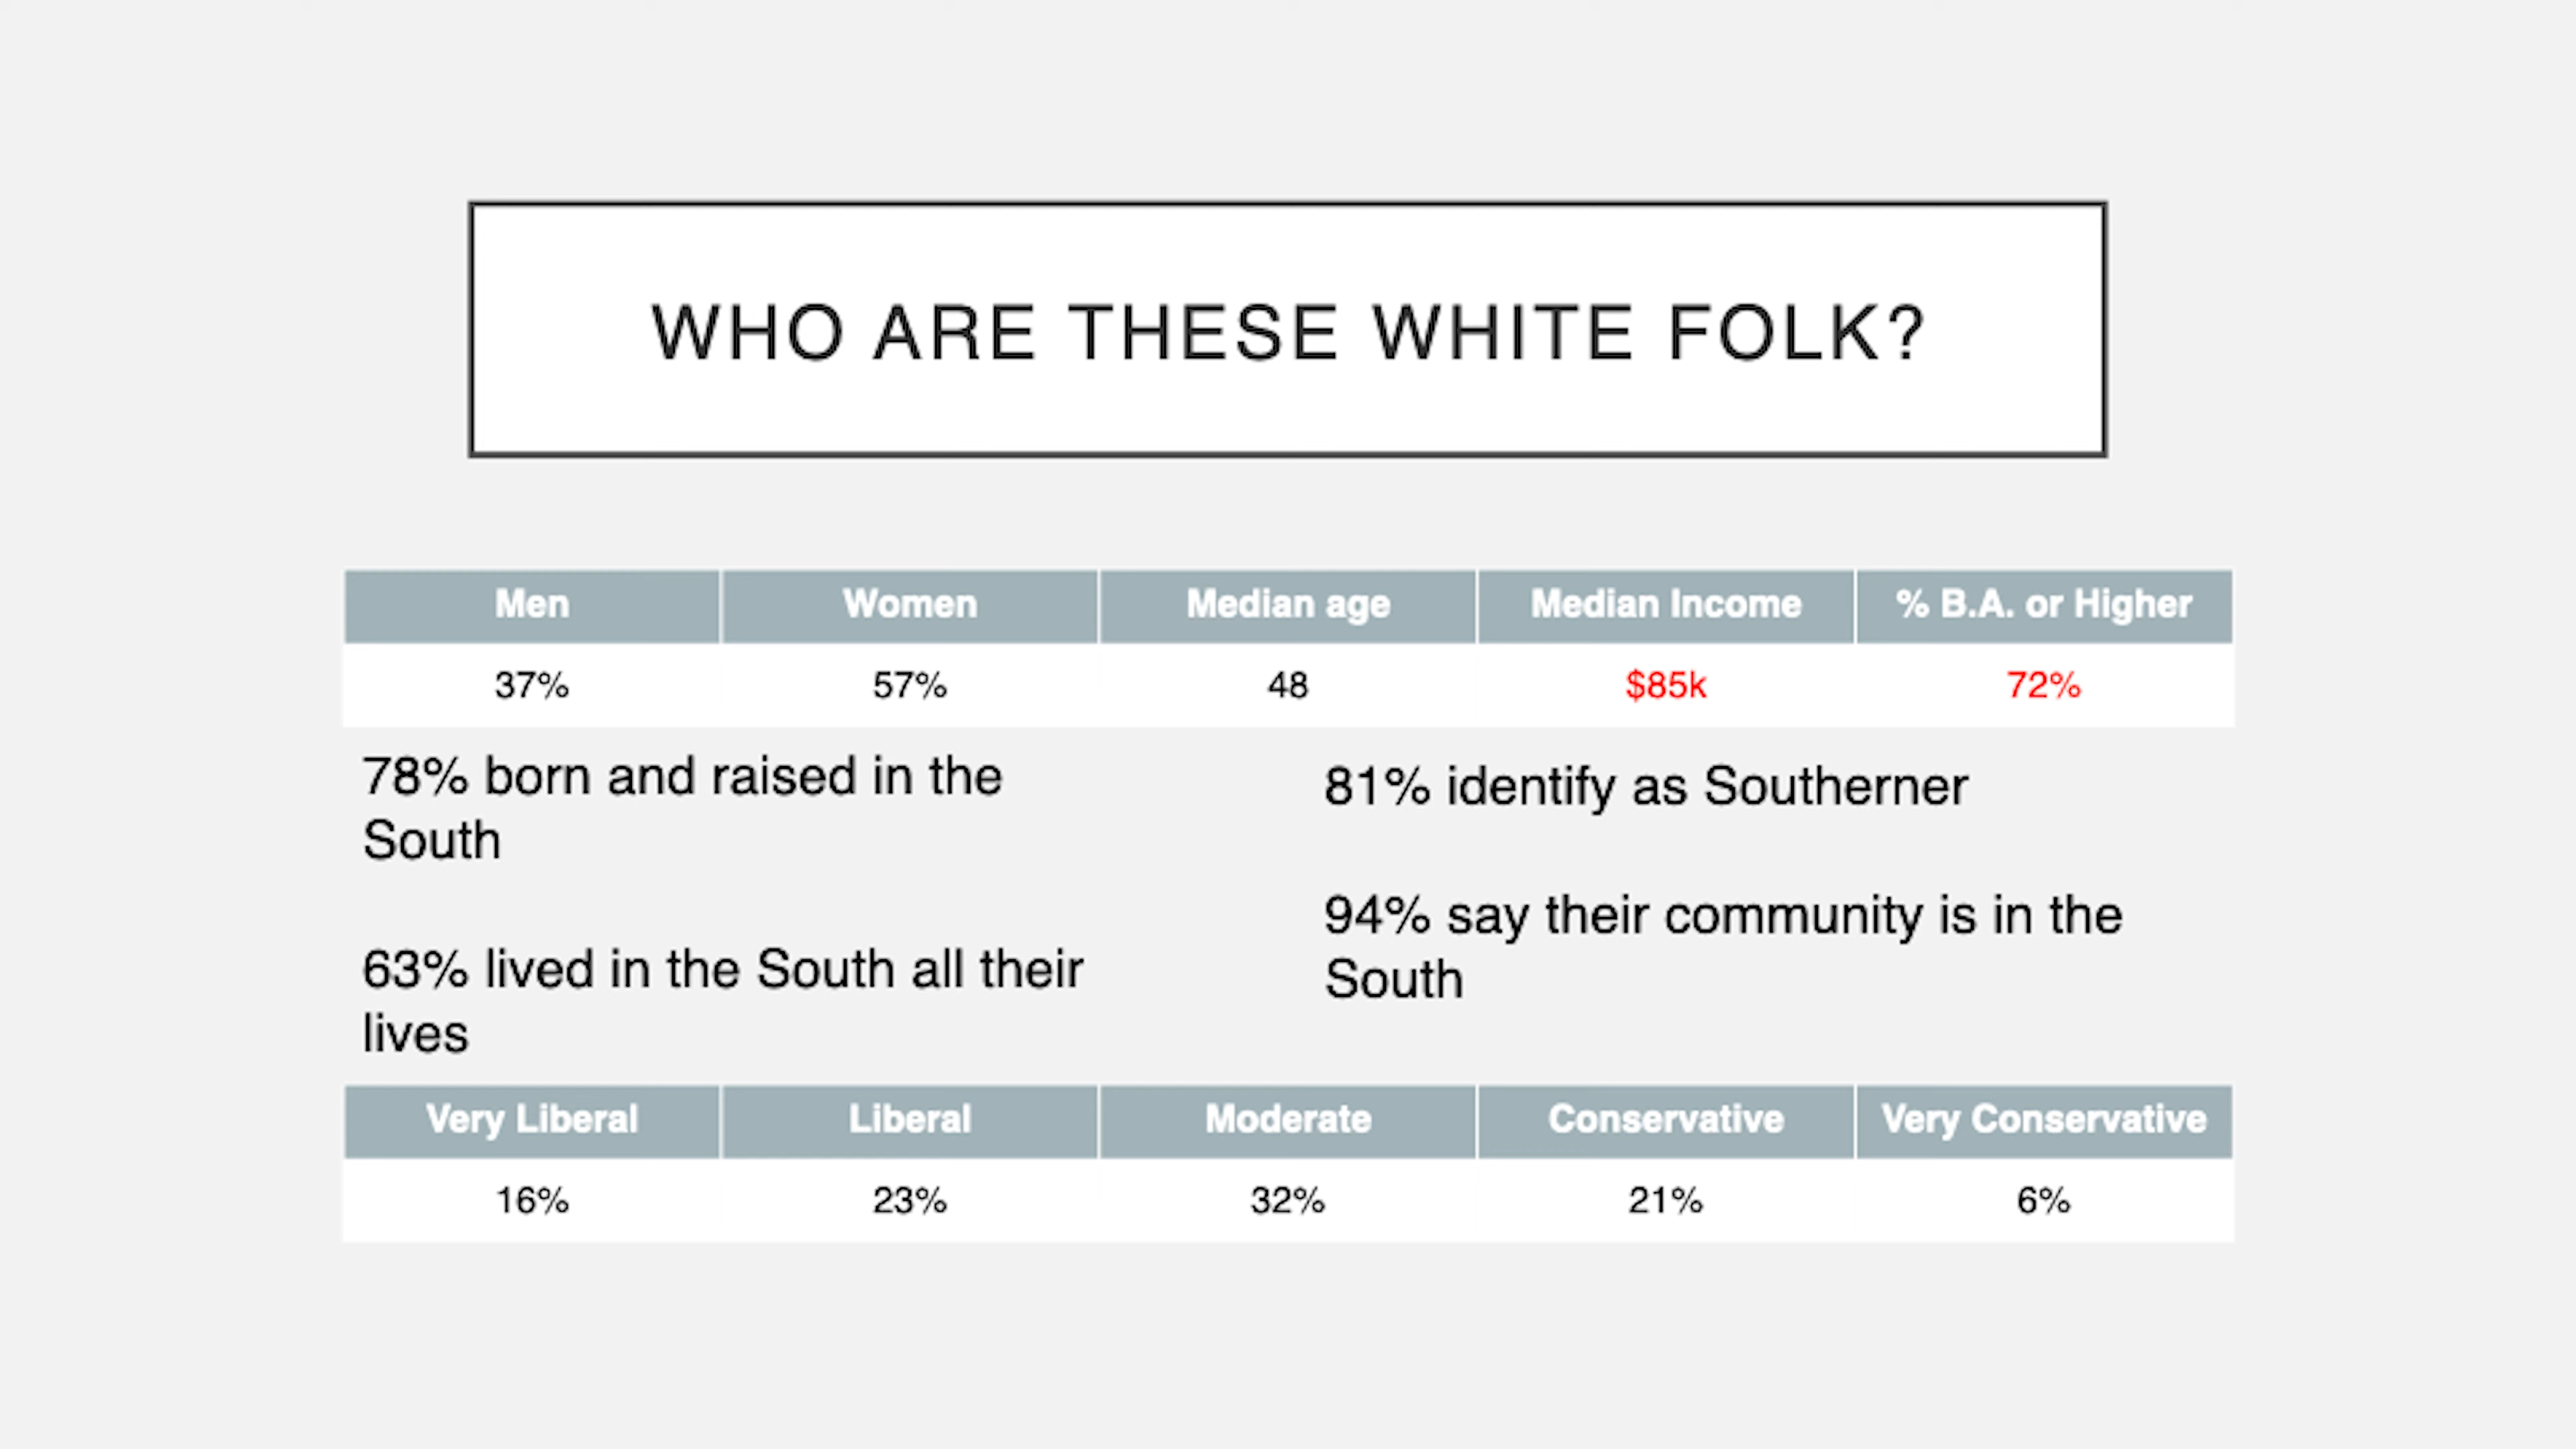 WHO ARE THESE WHITE FOLK?
Men Women Median age Median Income % B.A. or Higher
37% 57% 48 $85k 72%
78% born and raised in the
South
63% lived in the South all their
lives
81% identify as Southerner
94% say their community is in the
South
Very Liberal Liberal Moderate Conservative Very Conservative
16% 23% 32% 21% 6%